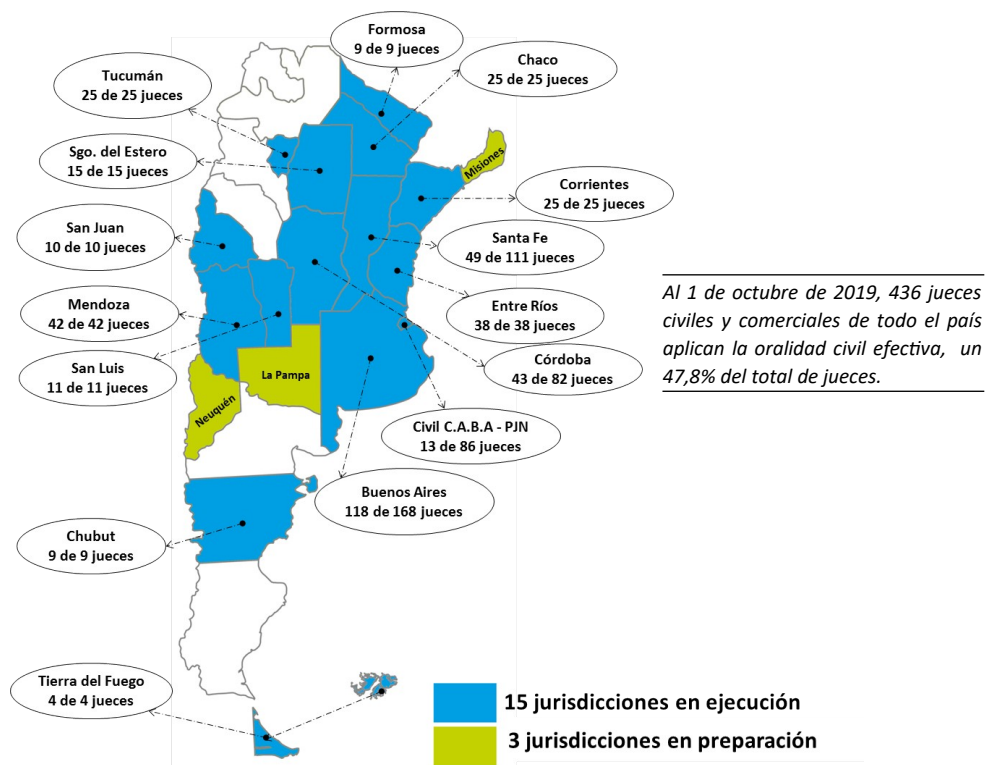 Formosa
9 de 9 jueces
Chaco
25 de 25 jueces
Tucumán
25 de 25 jueces
Sgo. del Estero
15 de 15 jueces
Misiones
Corrientes
25 de 25 jueces
San Juan
10 de 10 jueces
Santa Fe
49 de 111 jueces
Mendoza
42 de 42 jueces
Entre Ríos
38 de 38 jueces
San Luis
11 de 11 jueces
La Pampa
Córdoba
43 de 82 jueces
Neuquén
Civil C.A.B.A - PJN
13 de 86 jueces
Buenos Aires
118 de 168 jueces
Chubut
9 de 9 jueces
Tierra del Fuego
4 de 4 jueces
Al 1 de octubre de 2019, 436 jueces
civiles y comerciales de todo el país
aplican la oralidad civil efectiva, un
47,8% del total de jueces.
15 jurisdicciones en ejecución
3 jurisdicciones en preparación